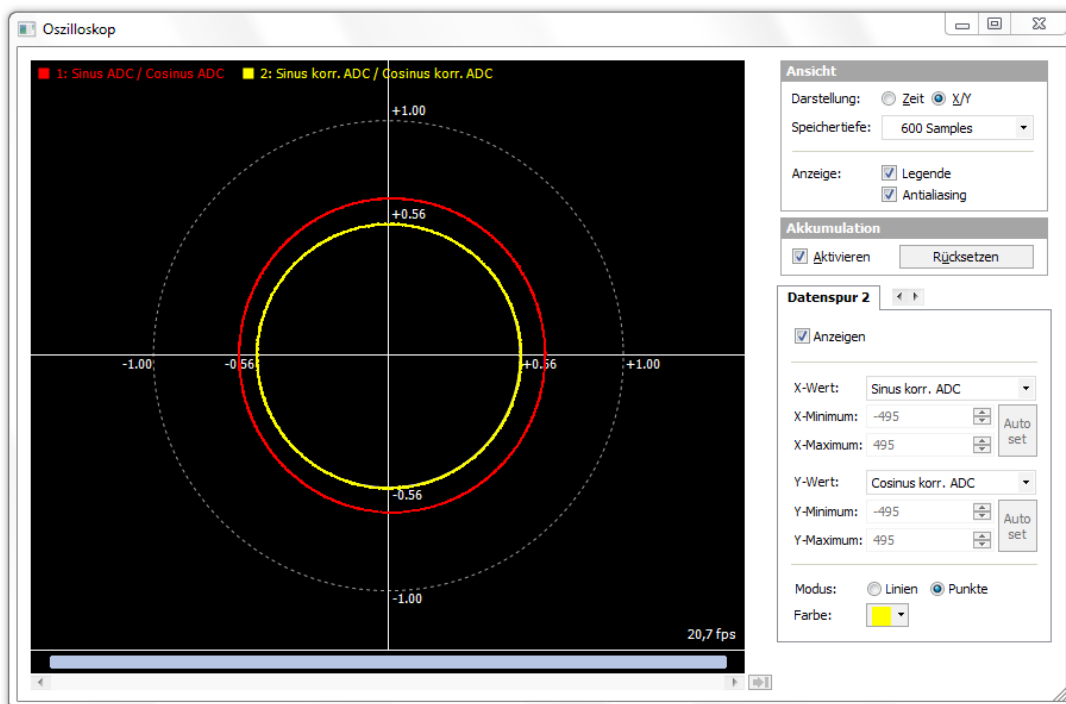 Oszilloskop
1: Sinus ADC / Cosinus ADC 2: Sinus korr. ADC / Cosinus korr. ADC
+1.00
+0.56
-1.00 -0.56 +0.56 +1.00
-0.56
-1.00
20,7 fps
Ansicht
Darstellung: Zeit X/Y
Speichertiefe: 600 Samples
Anzeige: Legende
Antialiasing
Akkumulation
Aktivieren Rücksetzen
Datenspur 2
Anzeigen
X-Wert: Sinus korr. ADC
X-Minimum: -495
X-Maximum: 495
Auto
set
Y-Wert: Cosinus korr. ADC
Y-Minimum: -495
Y-Maximum: 495
Auto
set
Modus: Linien Punkte
Farbe: